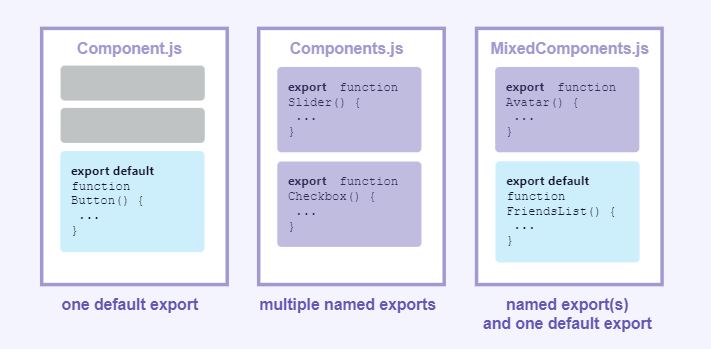 Component.js
export default
function
Button() {
...
}
one default export
Components.js
export function
Slider() {
...
}
export function
Checkbox() {
...
}
multiple named exports
MixedComponents.js
export function
Avatar() {
...
}
export default
function
FriendsList() {
...
}
named export(s)
and one default export